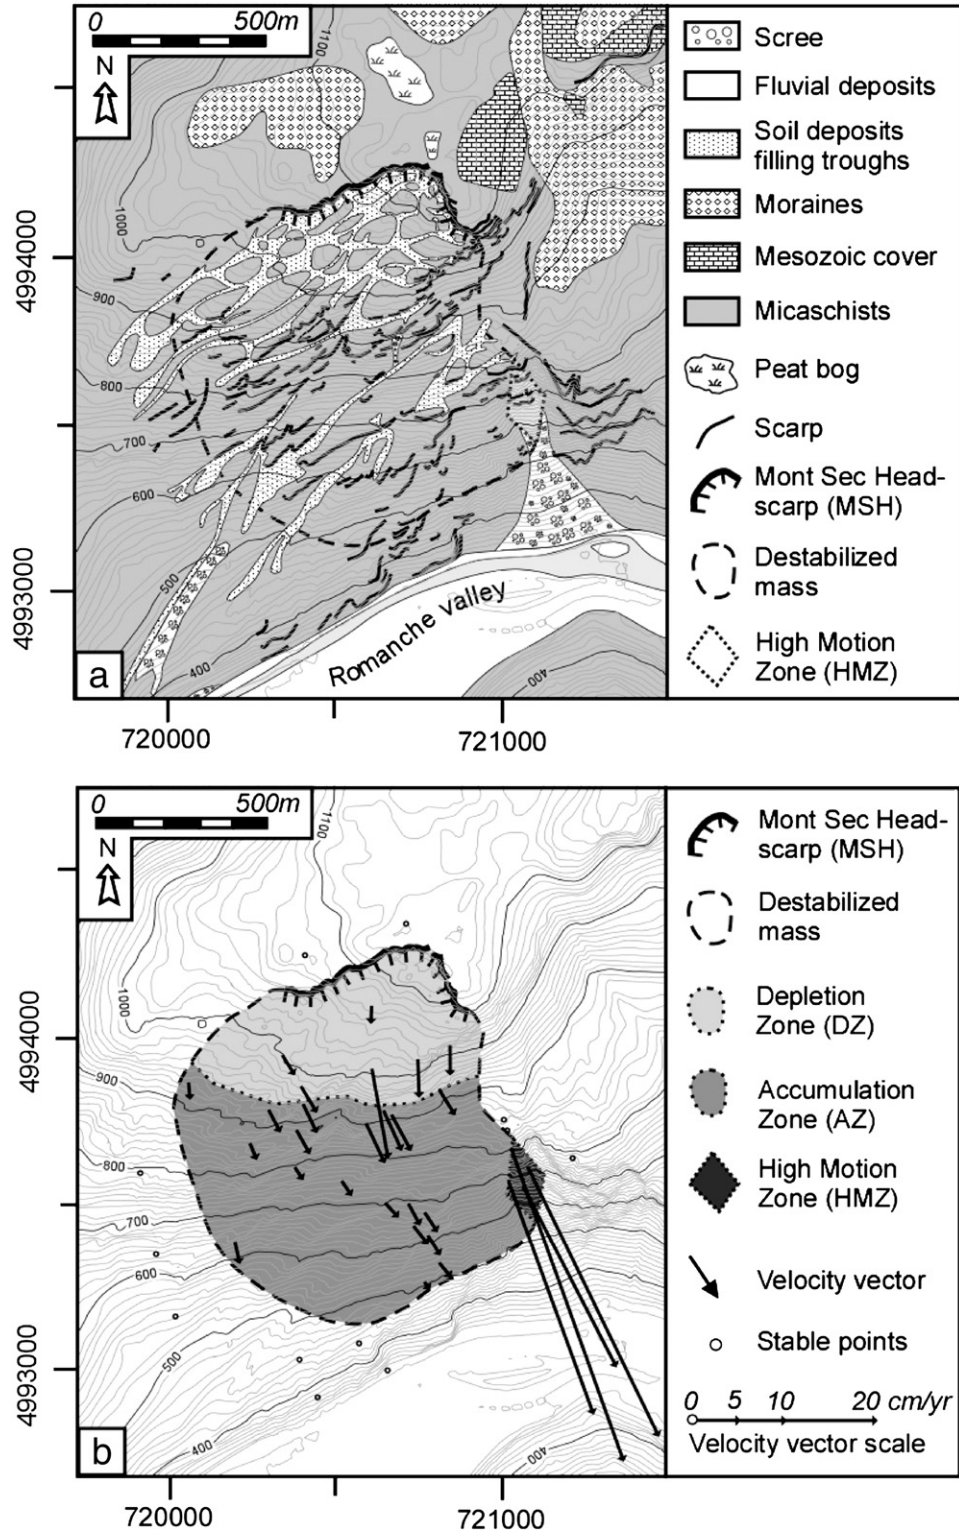 0 500m
N
1100
1000
900
800
700
600
500
400
400
Romanche valley
a
4994000
4993000
720000 721000
Scree
Fluvial deposits
Soil deposits
filling troughs
Moraines
Mesozoic cover
Micaschists
Peat bog
Scarp
Mont Sec Head-
scarp (MSH)
Destabilized
mass
High Motion
Zone (HMZ)
0 500m
N
1100
1000
900
800
700
600
500
400
400
b
4994000
4993000
720000 721000
Mont Sec Head-
scarp (MSH)
Destabilized
mass
Depletion
Zone (DZ)
Accumulation
Zone (AZ)
High Motion
Zone (HMZ)
Velocity vector
Stable points
0 5 10 20 cm/yr
Velocity vector scale